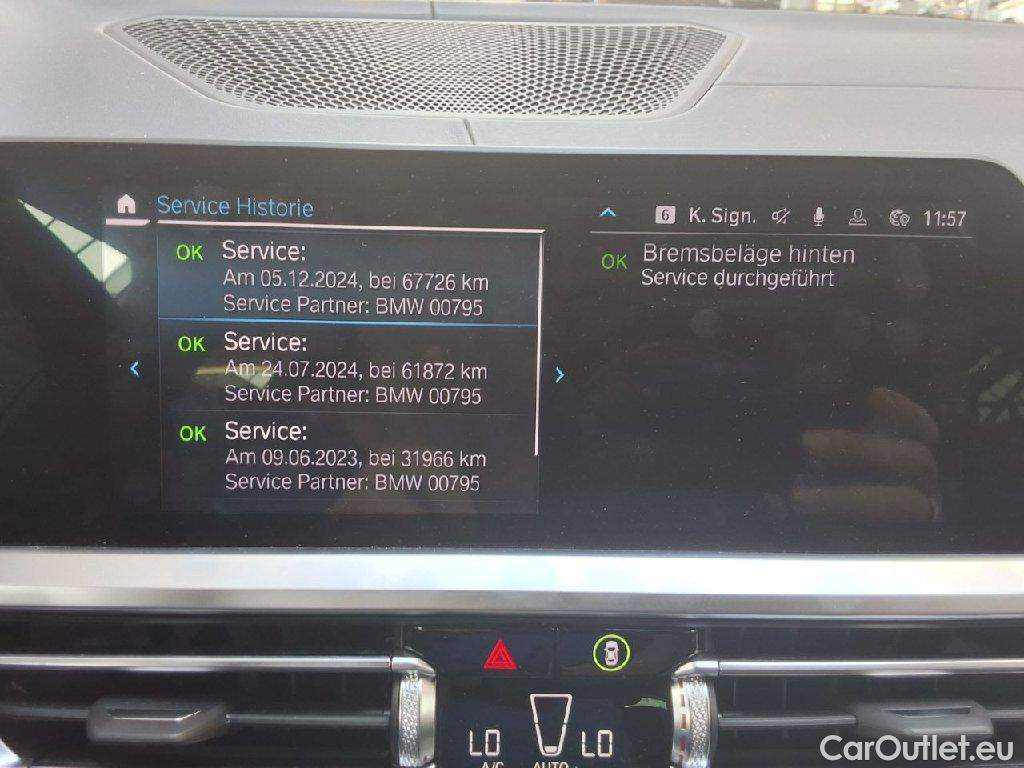 Service Historie
6 K. Sign. 11:57
OK Service:
Am 05.12.2024, bei 67726 km
Service Partner: BMW 00795
OK Service:
Am 24.07.2024, bei 61872 km
Service Partner: BMW 00795
OK Service:
Am 09.06.2023, bei 31966 km
Service Partner: BMW 00795
OK Bremsbeläge hinten
Service durchgeführt
LO LO
A/C AUTO
CarOutlet.eu